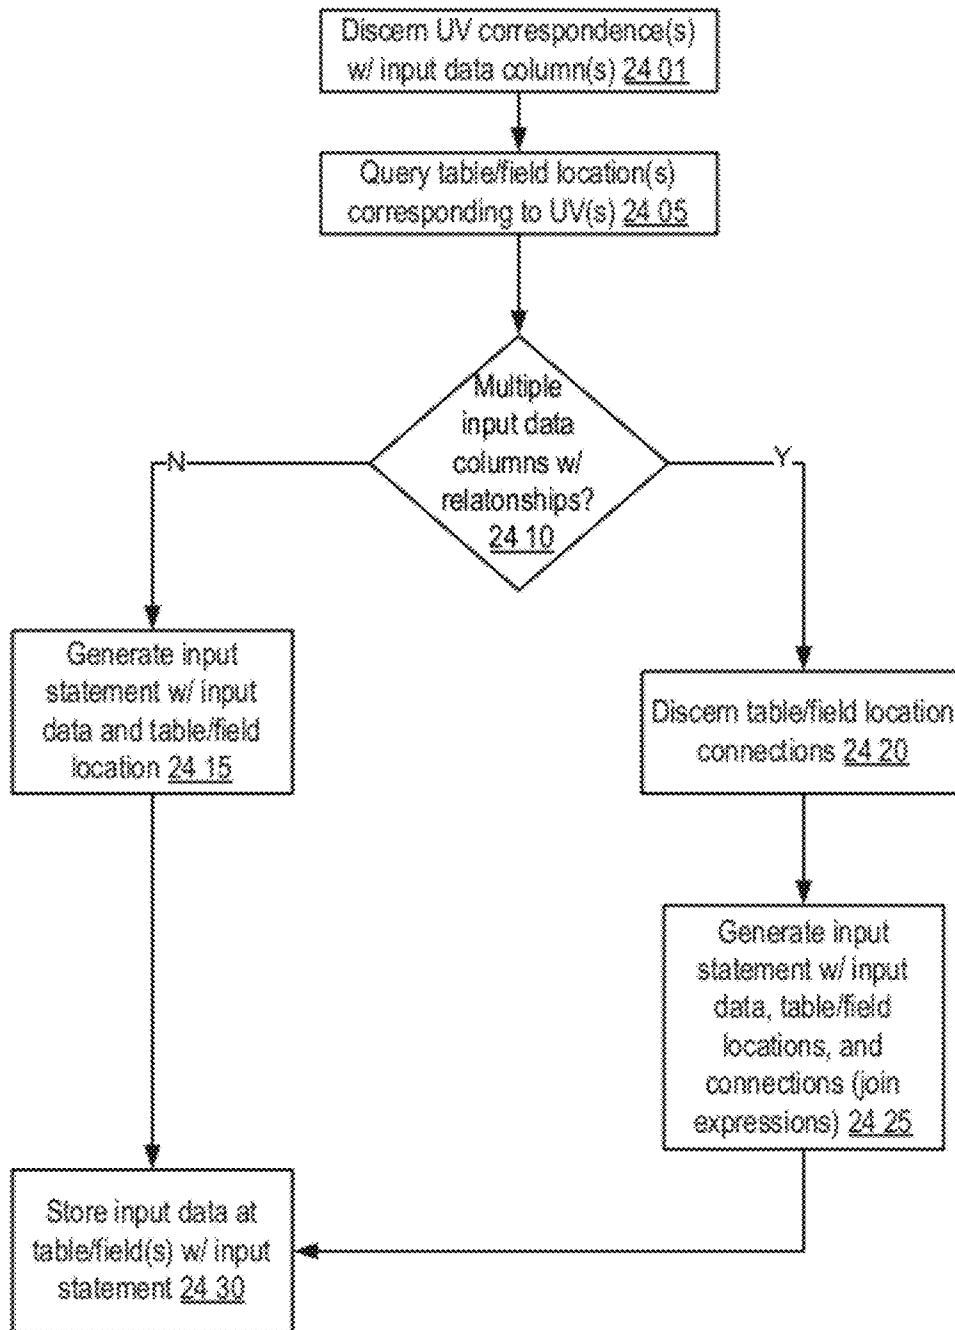 Discern UV correspondence(s)
w/ input data column(s) 24.01
Query table/field location(s)
corresponding to UV(s) 24.05
Multiple
input data
columns w/
relatonships?
24.10
N
Y
Generate input
statement w/ input
data and table/field
location 24.15
Discern table/field location
connections 24.20
Generate input
statement w/ input
data, table/field
locations, and
connections (join
expressions) 24.25
Store input data at
table/field(s) w/ input
statement 24.30